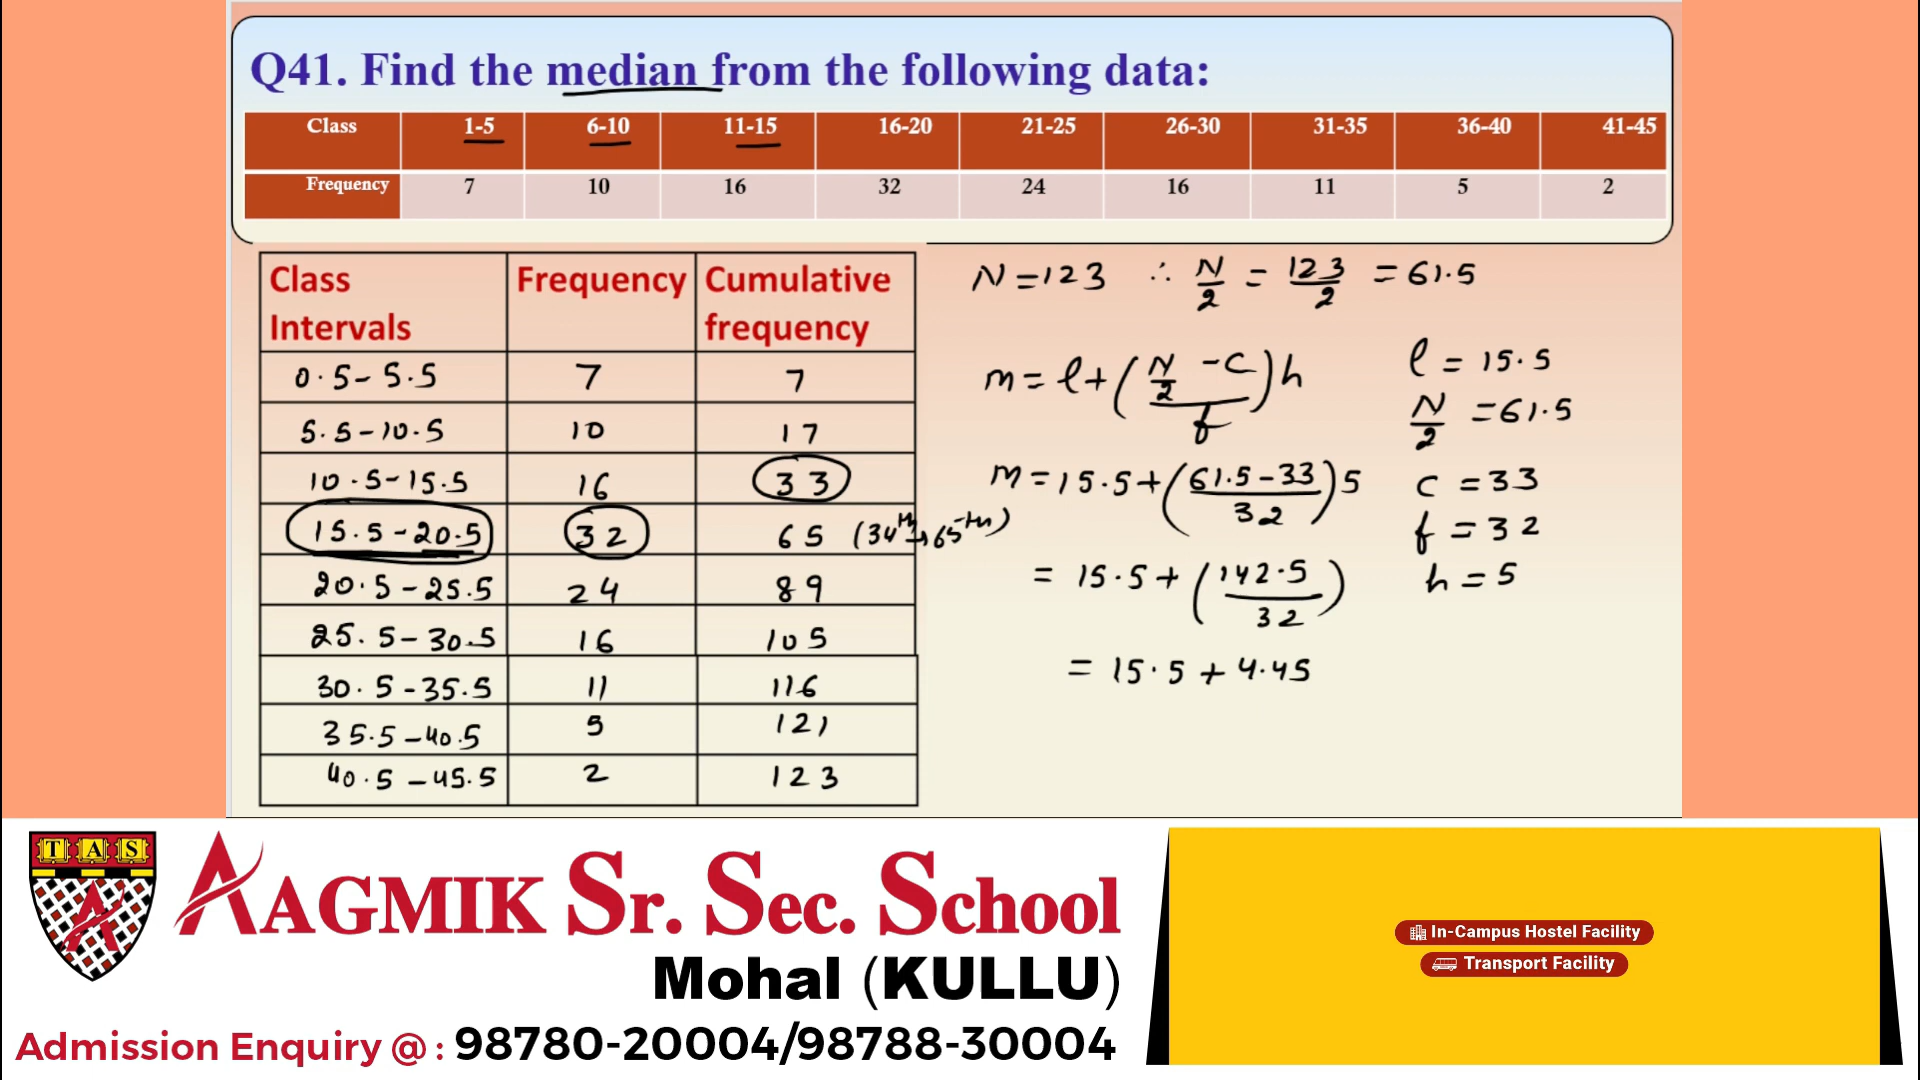 Q41. Find the median from the following data:
Class 1-5 6-10 11-15 16-20 21-25 26-30 31-35 36-40 41-45
Frequency 7 10 16 32 24 16 11 5 2
Class Intervals Frequency Cumulative frequency
0.5-5.5 7 7
5.5-10.5 10 17
10.5-15.5 16 33
15.5-20.5 32 65 (34th→65th)
20.5-25.5 24 89
25.5-30.5 16 105
30.5-35.5 11 116
35.5-40.5 5 121
40.5-45.5 2 123
N=123 ∴ N/2 = 123/2 = 61.5
m = l+((N/2 -C)/f)h
m = 15.5+((61.5-33)/32)5
= 15.5+(142.5/32)
= 15.5+4.45
l = 15.5
N/2 = 61.5
c = 33
f = 32
h = 5
TAS
AAGMIK Sr. Sec. School
Mohal (KULLU)
Admission Enquiry @ : 98780-20004/98788-30004
In-Campus Hostel Facility
Transport Facility